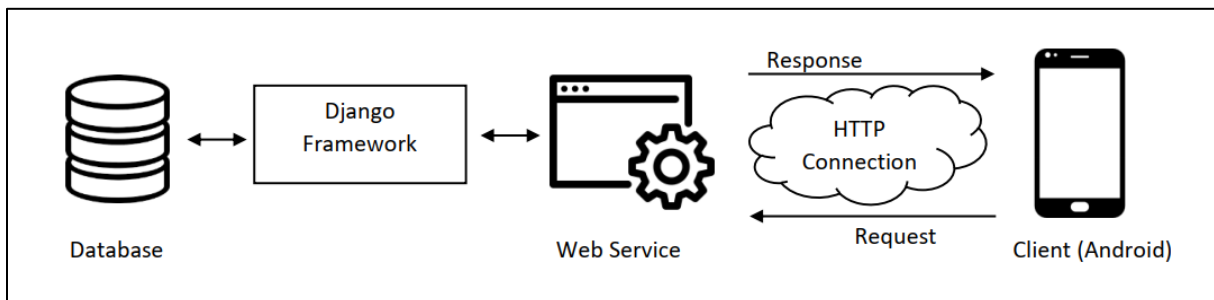 Response
Django
Framework
HTTP
Connection
Request
Database
Web Service
Client (Android)